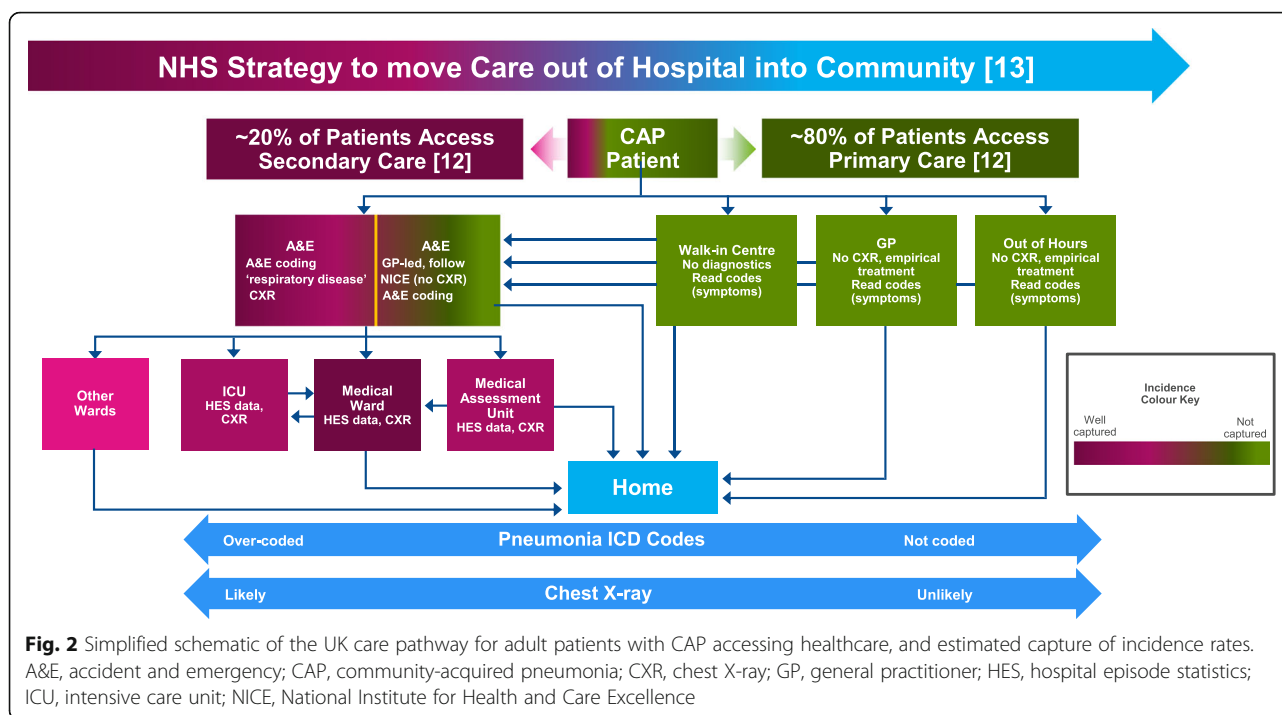 NHS Strategy to move Care out of Hospital into Community [13]
~20% of Patients Access
Secondary Care [12]
CAP
Patient
~80% of Patients Access
Primary Care [12]
A&E
A&E coding
‘respiratory disease’
CXR
A&E
GP-led, follow
NICE (no CXR)
A&E coding
Walk-in Centre
No diagnostics
Read codes
(symptoms)
GP
No CXR, empirical
treatment
Read codes
(symptoms)
Out of Hours
No CXR, empirical
treatment
Read codes
(symptoms)
Other
Wards
ICU
HES data,
CXR
Medical
Ward
HES data, CXR
Medical
Assessment
Unit
HES data, CXR
Incidence
Colour Key
Well
captured
Not
captured
Home
Over-coded
Pneumonia ICD Codes
Not coded
Likely
Chest X-ray
Unlikely
Fig. 2 Simplified schematic of the UK care pathway for adult patients with CAP accessing healthcare, and estimated capture of incidence rates.
A&E, accident and emergency; CAP, community-acquired pneumonia; CXR, chest X-ray; GP, general practitioner; HES, hospital episode statistics;
ICU, intensive care unit; NICE, National Institute for Health and Care Excellence